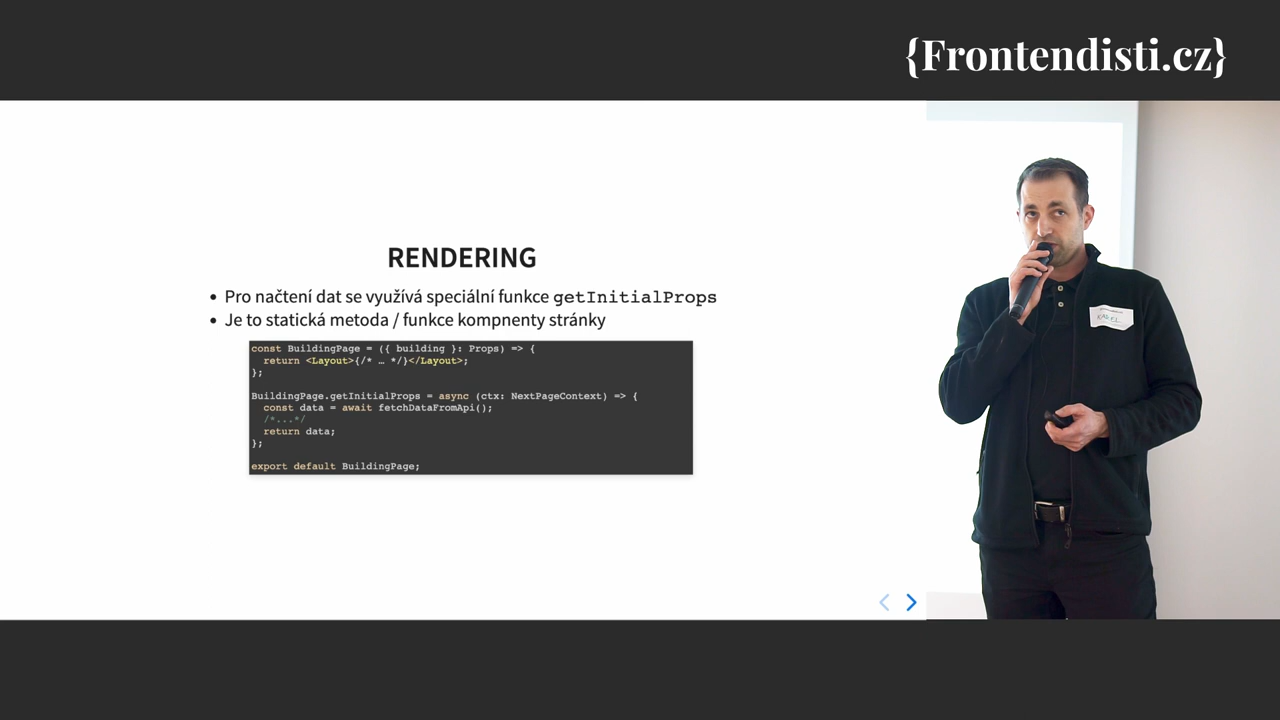 {Frontendisti.cz}
RENDERING
• Pro načtení dat se využívá speciální funkce getInitialProps
• Je to statická metoda / funkce kompnenty stránky
const BuildingPage = ({ building }: Props) => {
  return <Layout>{/* … */}</Layout>;
};
BuildingPage.getInitialProps = async (ctx: NextPageContext) => {
  const data = await fetchDataFromApi();
  /*...*/
  return data;
};
export default BuildingPage;
KAREL